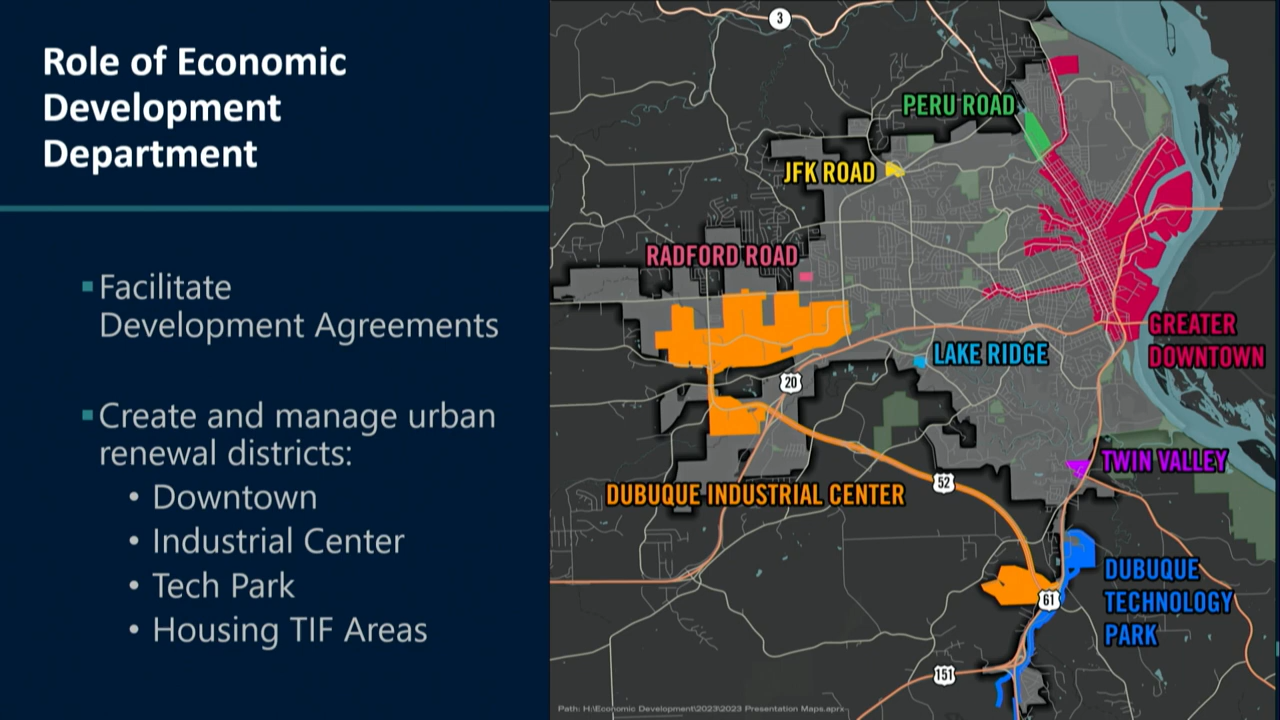 Role of Economic
Development
Department
Facilitate
Development Agreements
Create and manage urban
renewal districts:
• Downtown
• Industrial Center
• Tech Park
• Housing TIF Areas
3
PERU ROAD
JFK ROAD
RADFORD ROAD
GREATER
DOWNTOWN
LAKE RIDGE
20
TWIN VALLEY
52
DUBUQUE INDUSTRIAL CENTER
DUBUQUE
TECHNOLOGY
PARK
61
151
Path: H:\Economic Development\2023\2023 Presentation Maps.aprx